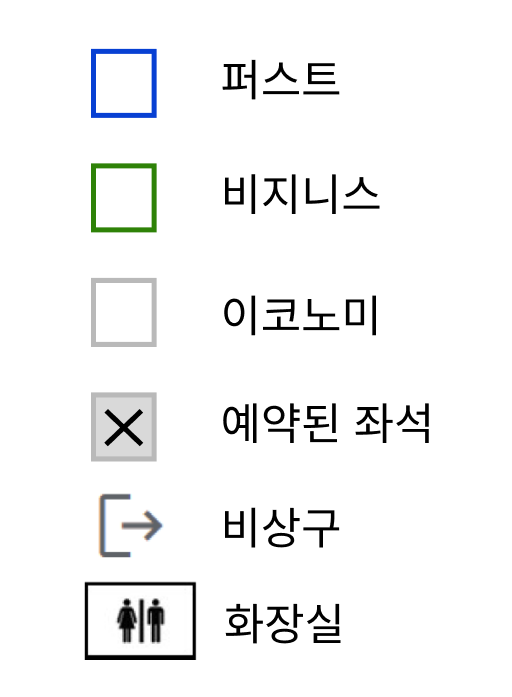 퍼스트
비지니스
이코노미
예약된 좌석
비상구
화장실